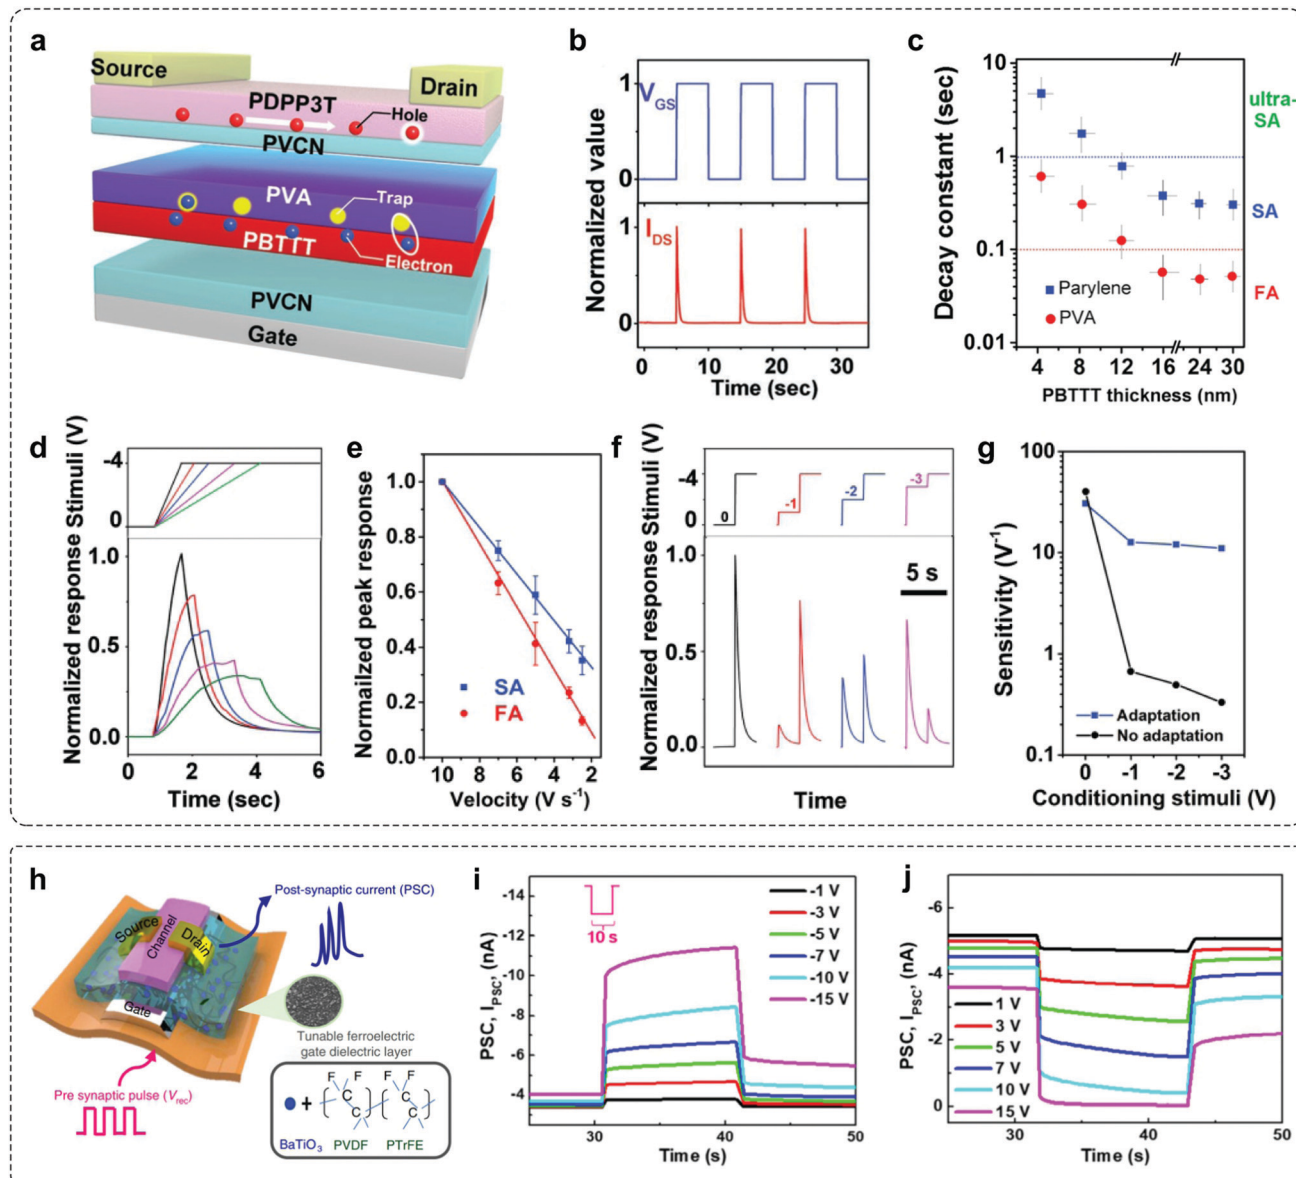 a
Source
Drain
PDPP3T
Hole
PVCN
PVA
Trap
PBTTT
Electron
PVCN
Gate
b
Normalized value
1
V_GS
0
1
I_DS
0
0 10 20 30
Time (sec)
c
Decay constant (sec)
10
1
0.1
0.01
ultra-
SA
SA
FA
Parylene
PVA
4 8 12 16 24 30
PBTTT thickness (nm)
d
Normalized response Stimuli (V)
-4
0
1.0
0.5
0.0
0 2 4 6
Time (sec)
e
Normailzed peak response
1.0
0.8
0.6
0.4
0.2
0.0
SA
FA
10 8 6 4 2
Velocity (V s⁻¹)
f
Normalized response Stimuli (V)
-4
0
0 -1 -2 -3
1.0
0.5
0.0
5 s
Time
g
Sensitivity (V⁻¹)
100
10
1
0.1
Adaptation
No adaptation
0 -1 -2 -3
Conditioning stimuli (V)
h
Post-synaptic current (PSC)
Source
Channel
Drain
Gate
Tunable ferroelectric
gate dielectric layer
Pre synaptic pulse (V_rec)
F F F F
+ C C C C
BaTiO₃ PVDF PTrFE
i
PSC, I_PSC, (nA)
-14
-12
-10
-8
-6
-4
10 s
-1 V
-3 V
-5 V
-7 V
-10 V
-15 V
30 40 50
Time (s)
j
PSC, I_PSC, (nA)
-6
-4
-2
0
1 V
3 V
5 V
7 V
10 V
15 V
30 40 50
Time (s)